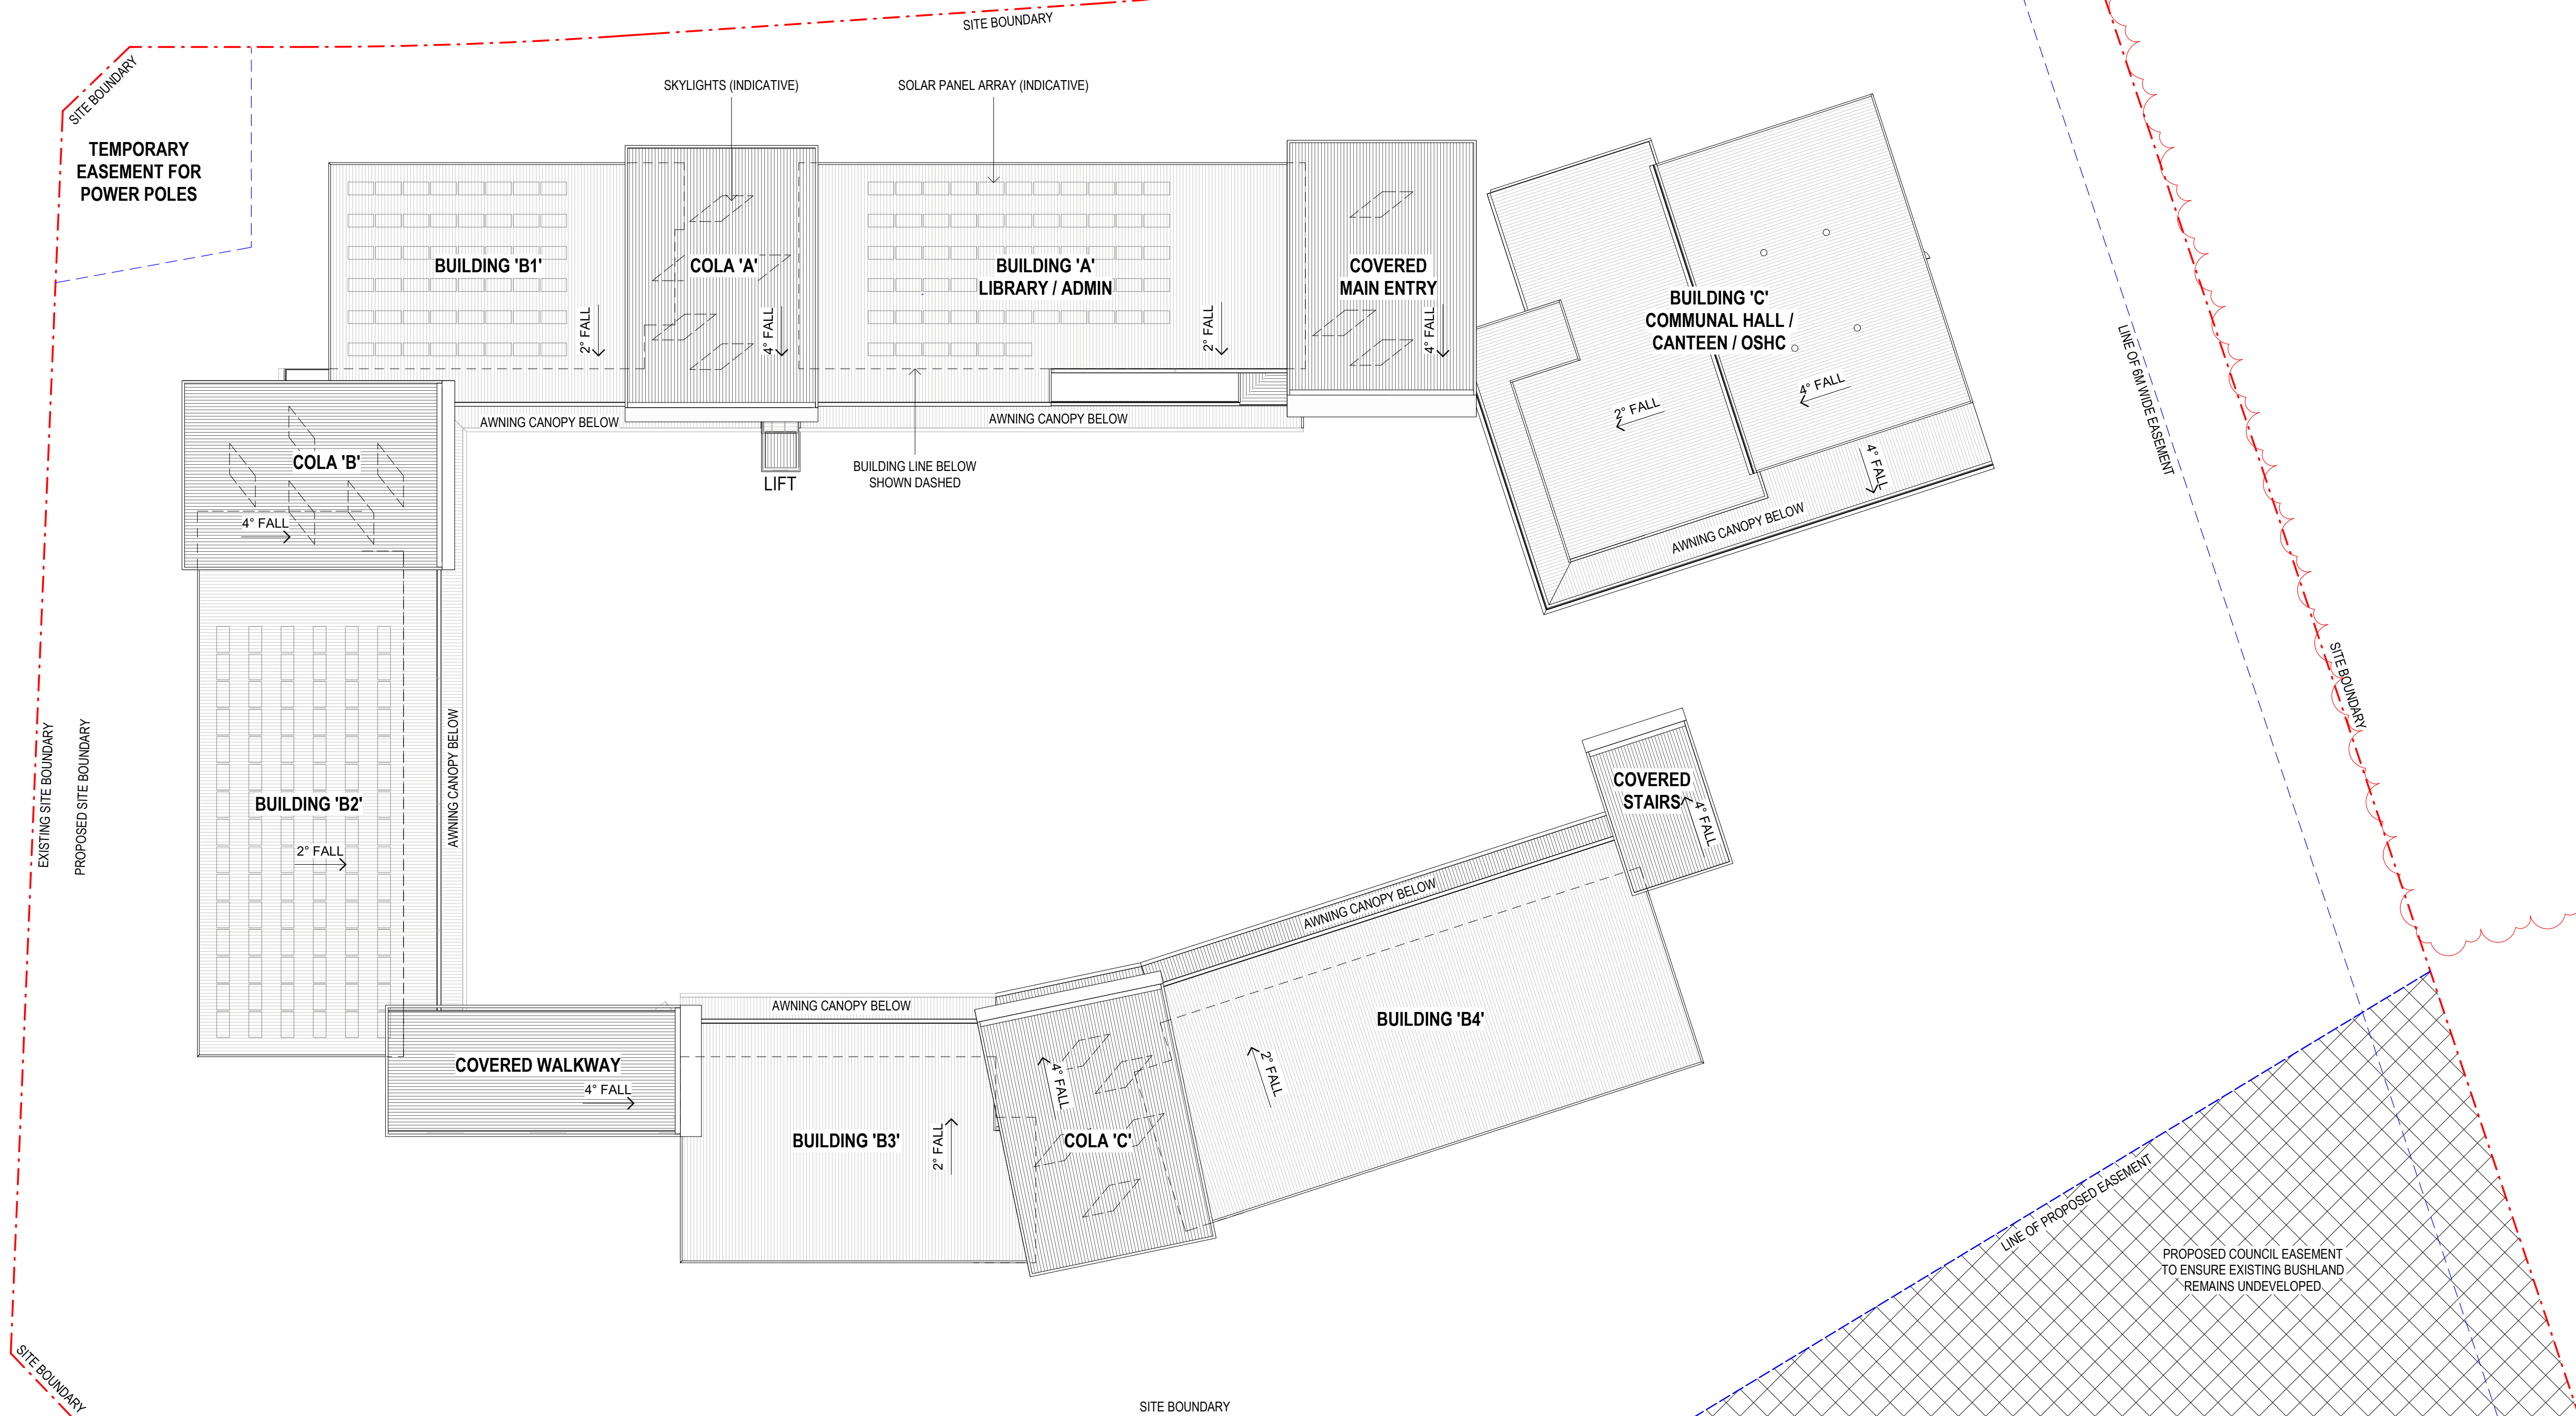 SITE BOUNDARY
SITE BOUNDARY
SKYLIGHTS (INDICATIVE)
SOLAR PANEL ARRAY (INDICATIVE)
TEMPORARY
EASEMENT FOR
POWER POLES
BUILDING 'B1'
COLA 'A'
BUILDING 'A'
LIBRARY / ADMIN
COVERED
MAIN ENTRY
BUILDING 'C'
COMMUNAL HALL /
CANTEEN / OSHC
2° FALL
4° FALL
2° FALL
4° FALL
2° FALL
4° FALL
4° FALL
LINE OF 6M WIDE EASEMENT
AWNING CANOPY BELOW
AWNING CANOPY BELOW
AWNING CANOPY BELOW
COLA 'B'
4° FALL
LIFT
BUILDING LINE BELOW
SHOWN DASHED
SITE BOUNDARY
EXISTING SITE BOUNDARY
PROPOSED SITE BOUNDARY
BUILDING 'B2'
2° FALL
AWNING CANOPY BELOW
COVERED
STAIRS
4° FALL
AWNING CANOPY BELOW
AWNING CANOPY BELOW
COVERED WALKWAY
4° FALL
BUILDING 'B3'
2° FALL
4° FALL
COLA 'C'
2° FALL
BUILDING 'B4'
LINE OF PROPOSED EASEMENT
PROPOSED COUNCIL EASEMENT
TO ENSURE EXISTING BUSHLAND
REMAINS UNDEVELOPED
SITE BOUNDARY
SITE BOUNDARY